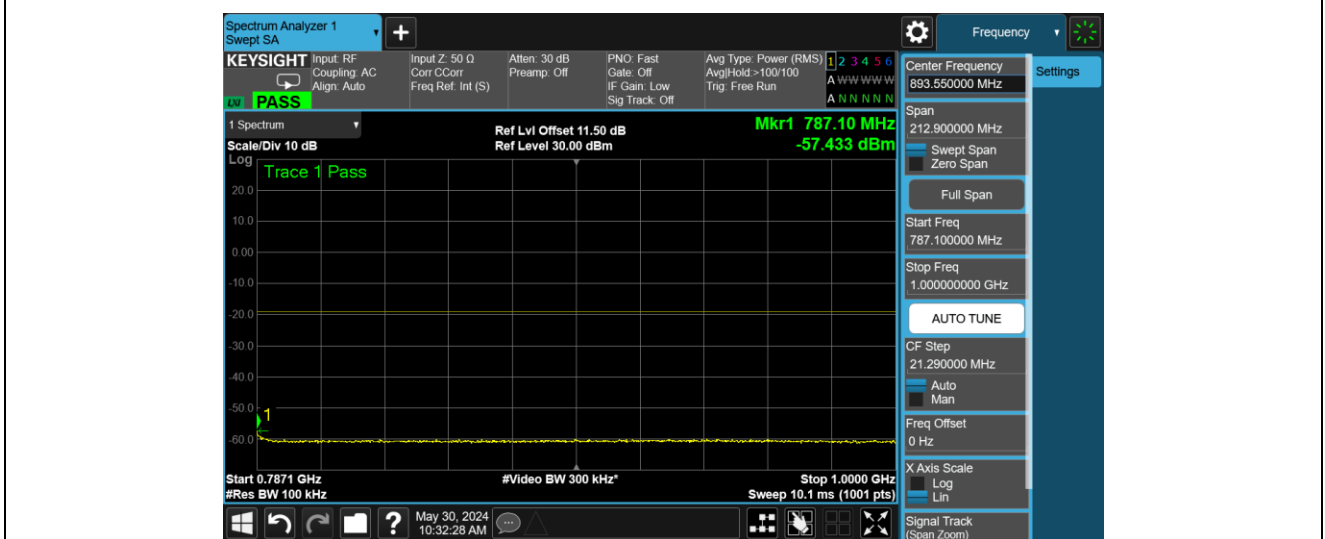 Spectrum Analyzer 1
Swept SA
+
Frequency
KEYSIGHT
Input: RF
Coupling: AC
Align: Auto
Input Z: 50 Ω
Corr CCorr
Freq Ref: Int (S)
Atten: 30 dB
Preamp: Off
PNO: Fast
Gate: Off
IF Gain: Low
Sig Track: Off
Avg Type: Power (RMS)
Avg|Hold:>100/100
Trig: Free Run
1 2 3 4 5 6
A W W W W W
A N N N N N
LXI PASS
1 Spectrum
Scale/Div 10 dB
Ref Lvl Offset 11.50 dB
Ref Level 30.00 dBm
Mkr1 787.10 MHz
-57.433 dBm
Log
Trace 1 Pass
20.0
10.0
0.00
-10.0
-20.0
-30.0
-40.0
-50.0
1
-60.0
Start 0.7871 GHz
#Res BW 100 kHz
#Video BW 300 kHz*
Stop 1.0000 GHz
Sweep 10.1 ms (1001 pts)
?
May 30, 2024
10:32:28 AM
Center Frequency
893.550000 MHz
Settings
Span
212.900000 MHz
Swept Span
Zero Span
Full Span
Start Freq
787.100000 MHz
Stop Freq
1.000000000 GHz
AUTO TUNE
CF Step
21.290000 MHz
Auto
Man
Freq Offset
0 Hz
X Axis Scale
Log
Lin
Signal Track
(Span Zoom)